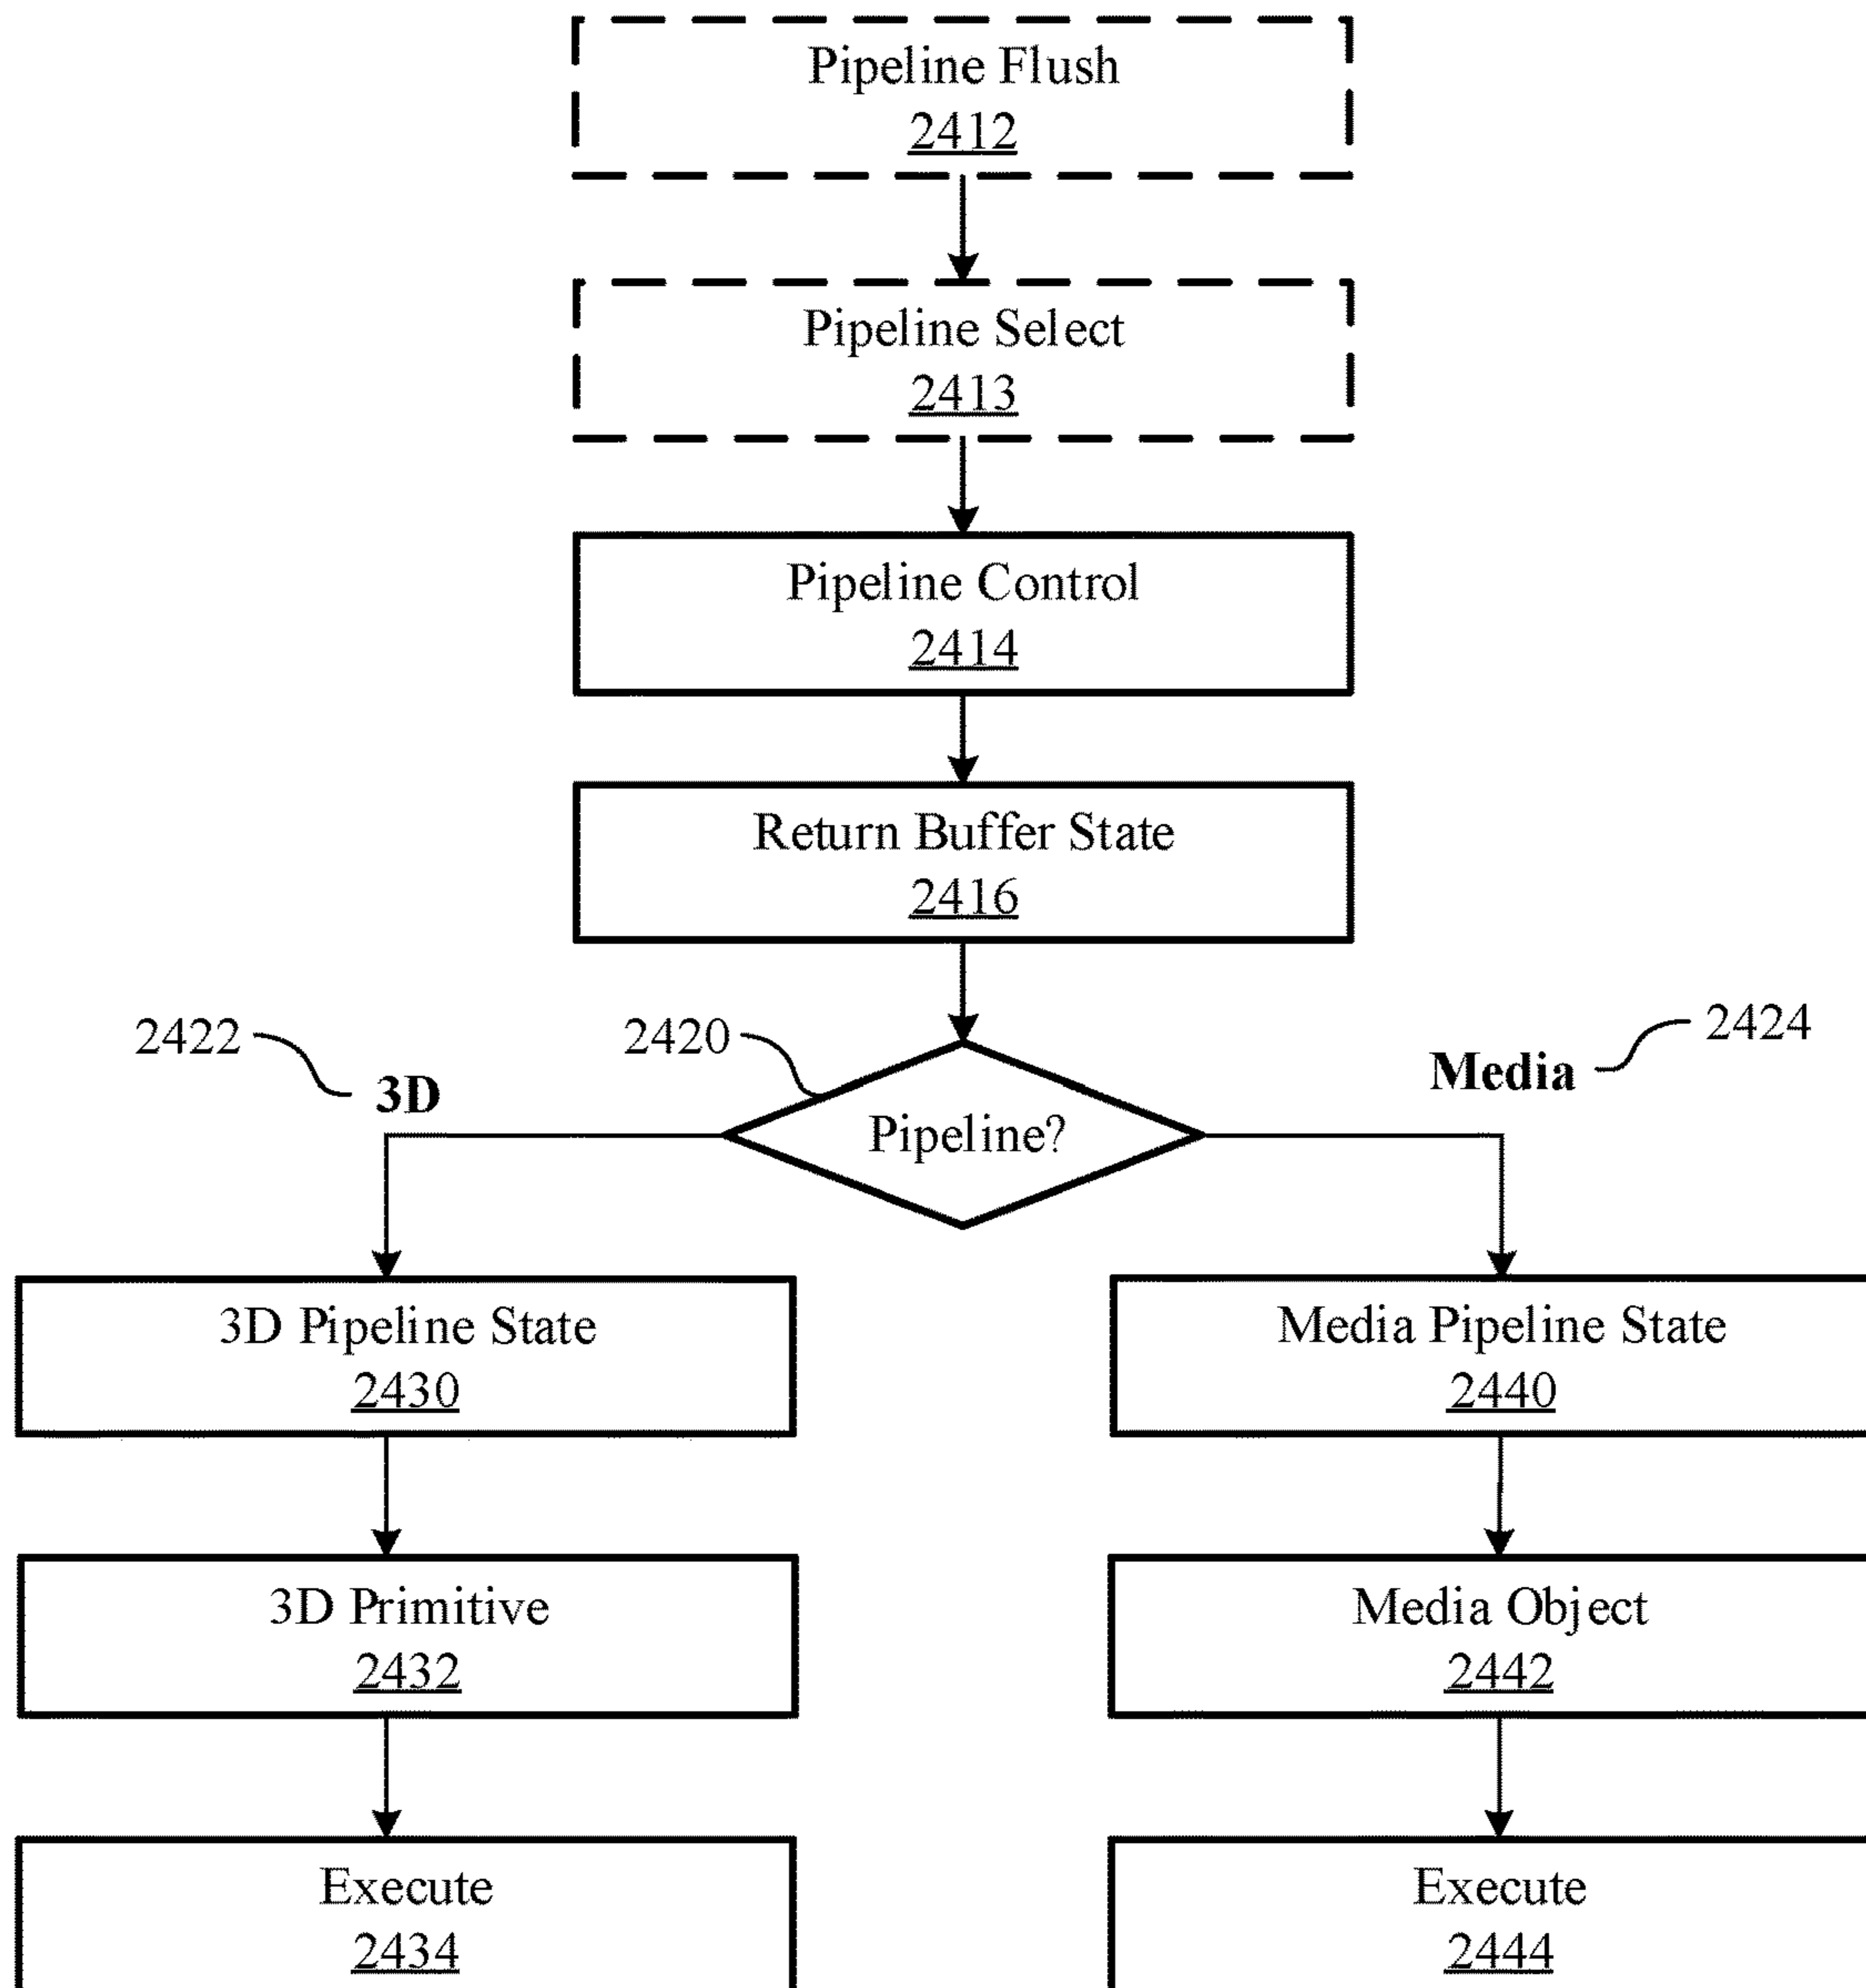 Pipeline Flush
2412
Pipeline Select
2413
Pipeline Control
2414
Return Buffer State
2416
2422
3D
2420
Pipeline?
Media
2424
3D Pipeline State
2430
3D Primitive
2432
Execute
2434
Media Pipeline State
2440
Media Object
2442
Execute
2444